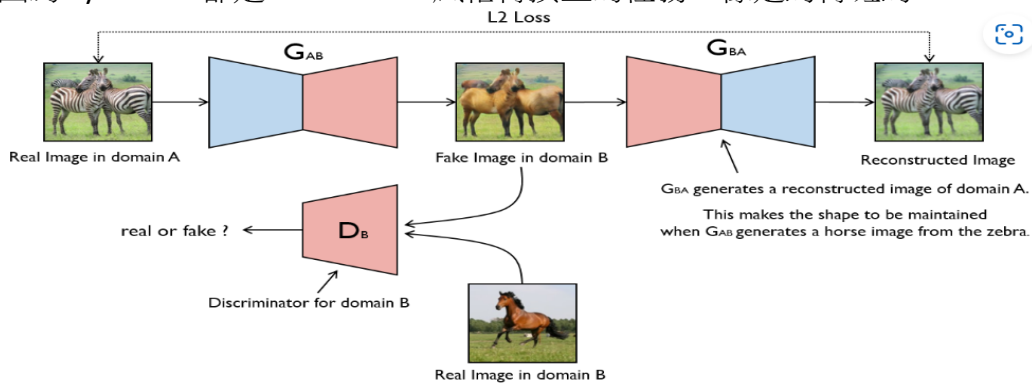 L2 Loss
GAB
GBA
Real Image in domain A
Fake Image in domain B
Reconstructed Image
GBA generates a reconstructed image of domain A.
This makes the shape to be maintained
when GAB generates a horse image from the zebra.
real or fake ?
DB
Discriminator for domain B
Real Image in domain B